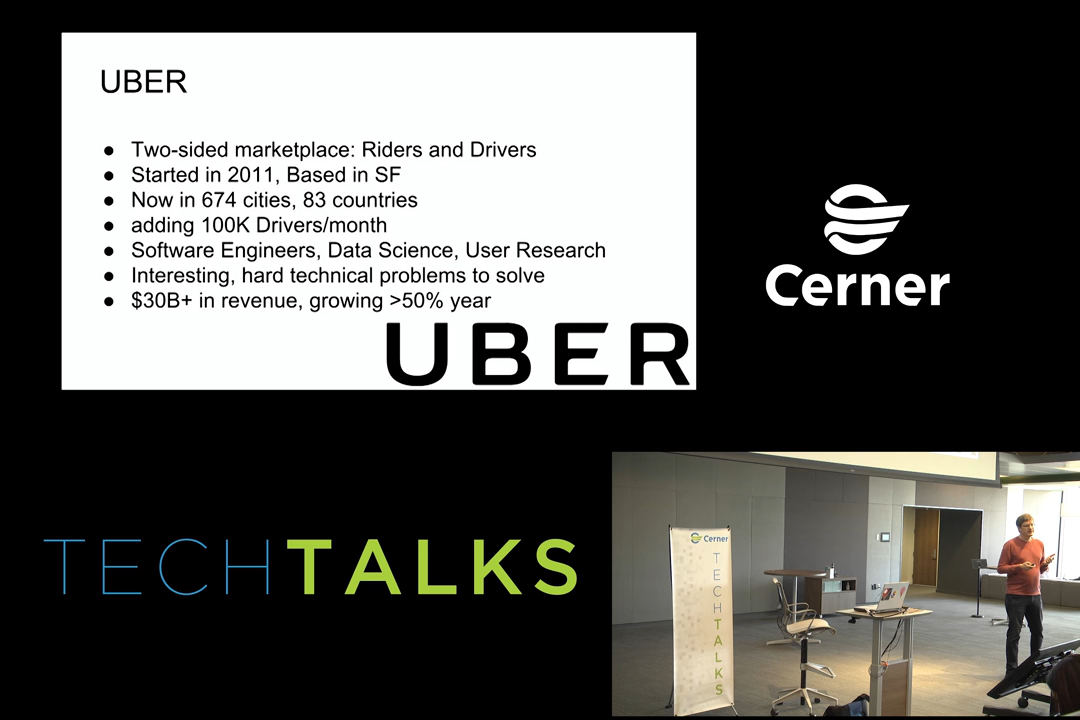 UBER
● Two-sided marketplace: Riders and Drivers
● Started in 2011, Based in SF
● Now in 674 cities, 83 countries
● adding 100K Drivers/month
● Software Engineers, Data Science, User Research
● Interesting, hard technical problems to solve
● $30B+ in revenue, growing >50% year
UBER
Cerner
TECHTALKS
Cerner
TECHTALKS